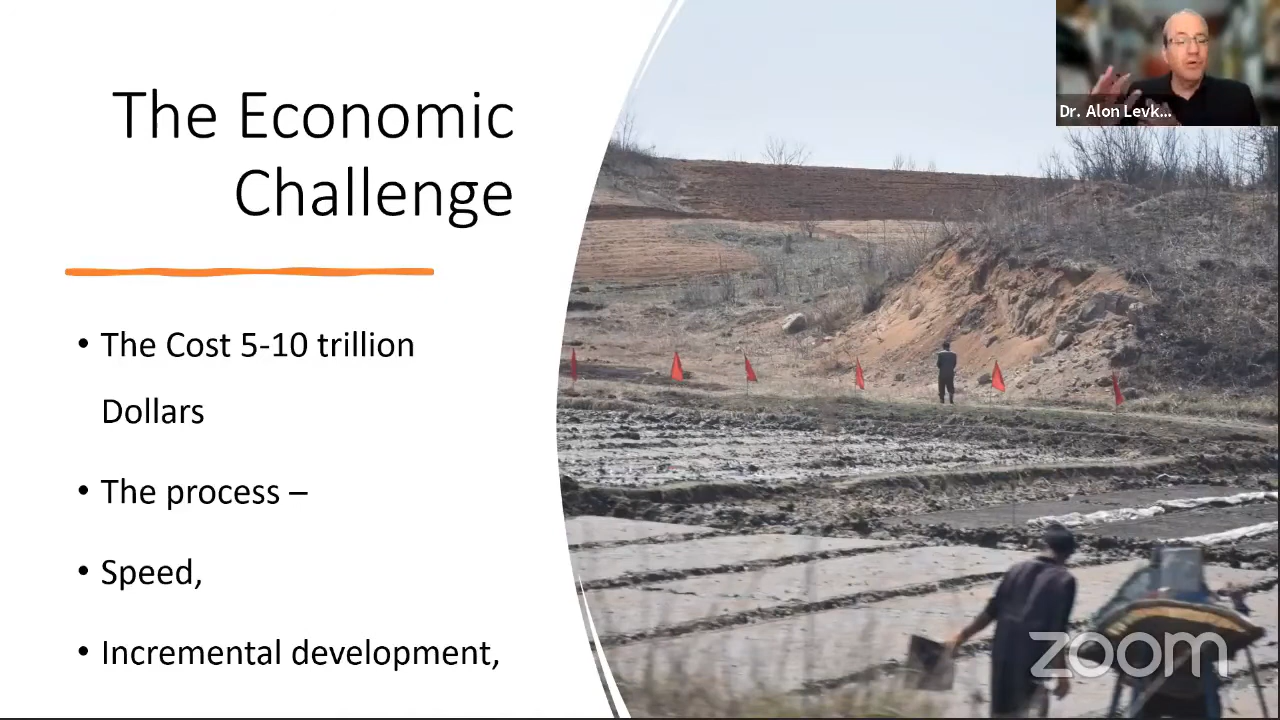 The Economic
Challenge
• The Cost 5-10 trillion
Dollars
• The process –
• Speed,
• Incremental development,
Dr. Alon Levk...
zoom